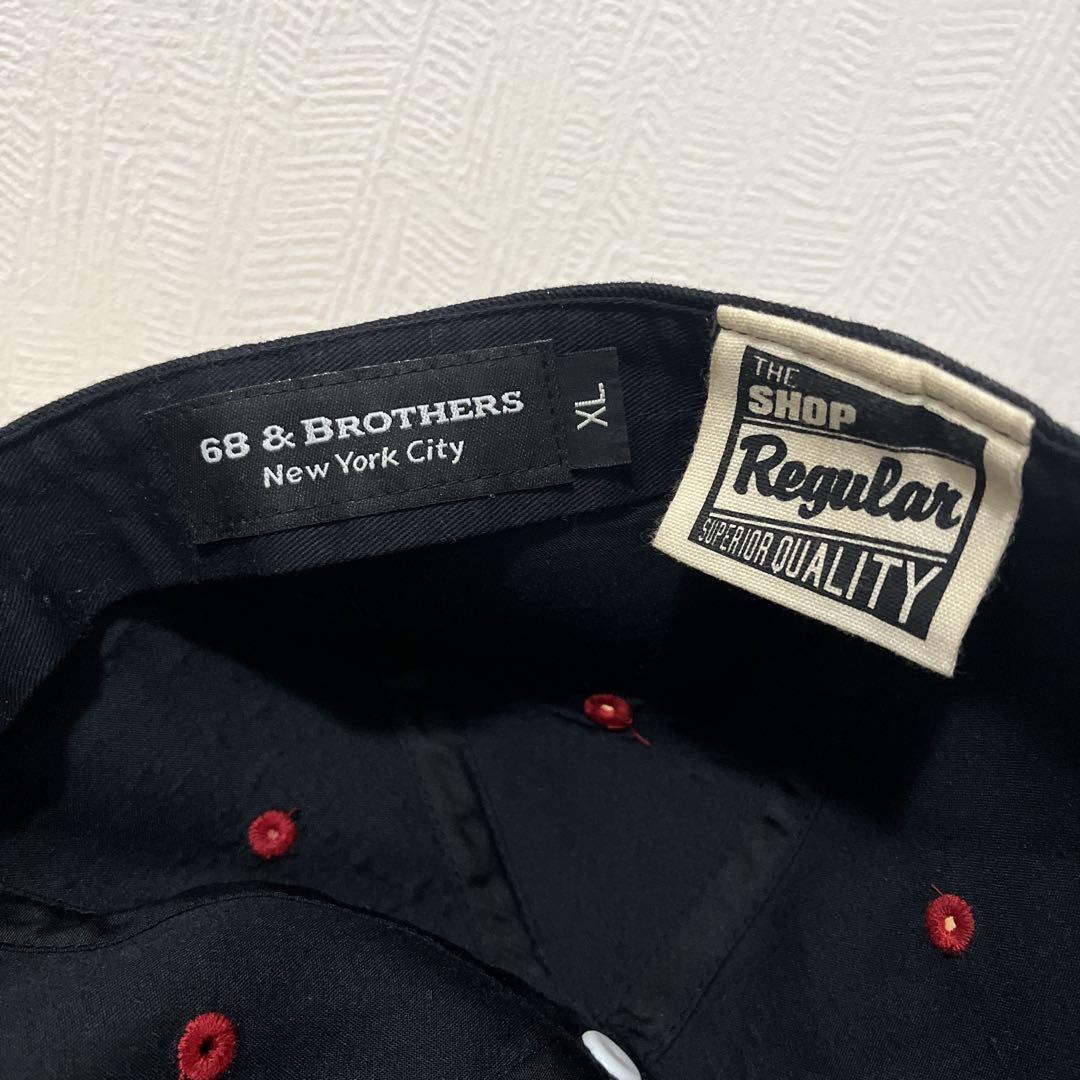 68 & BROTHERS
New York City
XL
THE
SHOP
Regular
SUPERIOR QUALITY